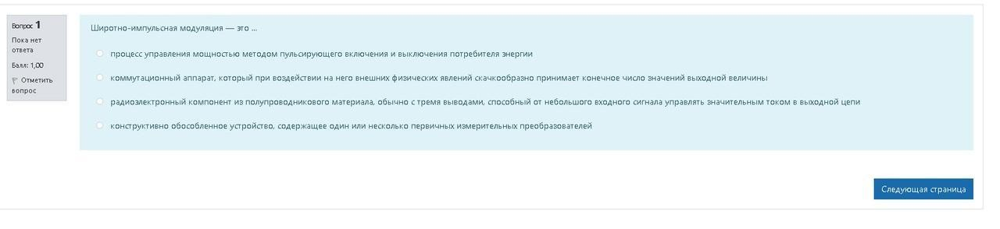 Вопрос 1
Пока нет
ответа
Балл: 1,00
Отметить
вопрос
Широтно-импульсная модуляция — это ...
процесс управления мощностью методом пульсирующего включения и выключения потребителя энергии
коммутационный аппарат, который при воздействии на него внешних физических явлений скачкообразно принимает конечное число значений выходной величины
радиоэлектронный компонент из полупроводникового материала, обычно с тремя выводами, способный от небольшого входного сигнала управлять значительным током в выходной цепи
конструктивно обособленное устройство, содержащее один или несколько первичных измерительных преобразователей
Следующая страница